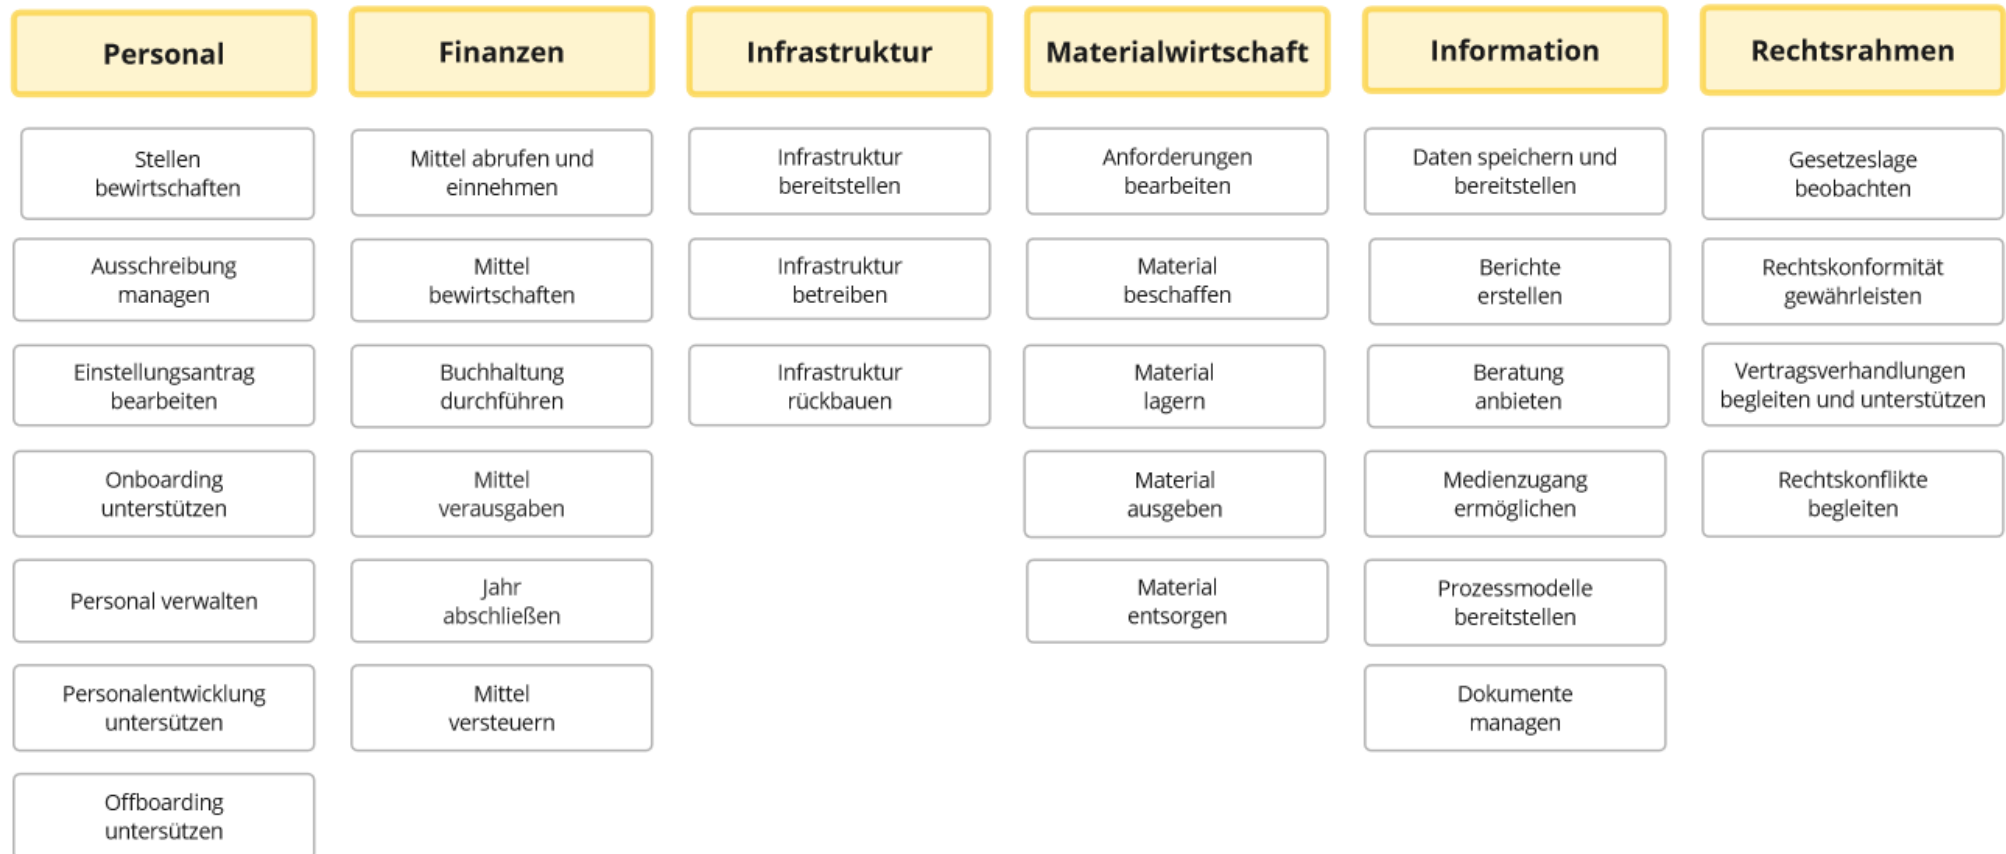 Personal
Stellen
bewirtschaften
Ausschreibung
managen
Einstellungsantrag
bearbeiten
Onboarding
unterstützen
Personal verwalten
Personalentwicklung
untersützen
Offboarding
untersützen
Finanzen
Mittel abrufen und
einnehmen
Mittel
bewirtschaften
Buchhaltung
durchführen
Mittel
verausgaben
Jahr
abschließen
Mittel
versteuern
Infrastruktur
Infrastruktur
bereitstellen
Infrastruktur
betreiben
Infrastruktur
rückbauen
Materialwirtschaft
Anforderungen
bearbeiten
Material
beschaffen
Material
lagern
Material
ausgeben
Material
entsorgen
Information
Daten speichern und
bereitstellen
Berichte
erstellen
Beratung
anbieten
Medienzugang
ermöglichen
Prozessmodelle
bereitstellen
Dokumente
managen
Rechtsrahmen
Gesetzeslage
beobachten
Rechtskonformität
gewährleisten
Vertragsverhandlungen
begleiten und unterstützen
Rechtskonflikte
begleiten